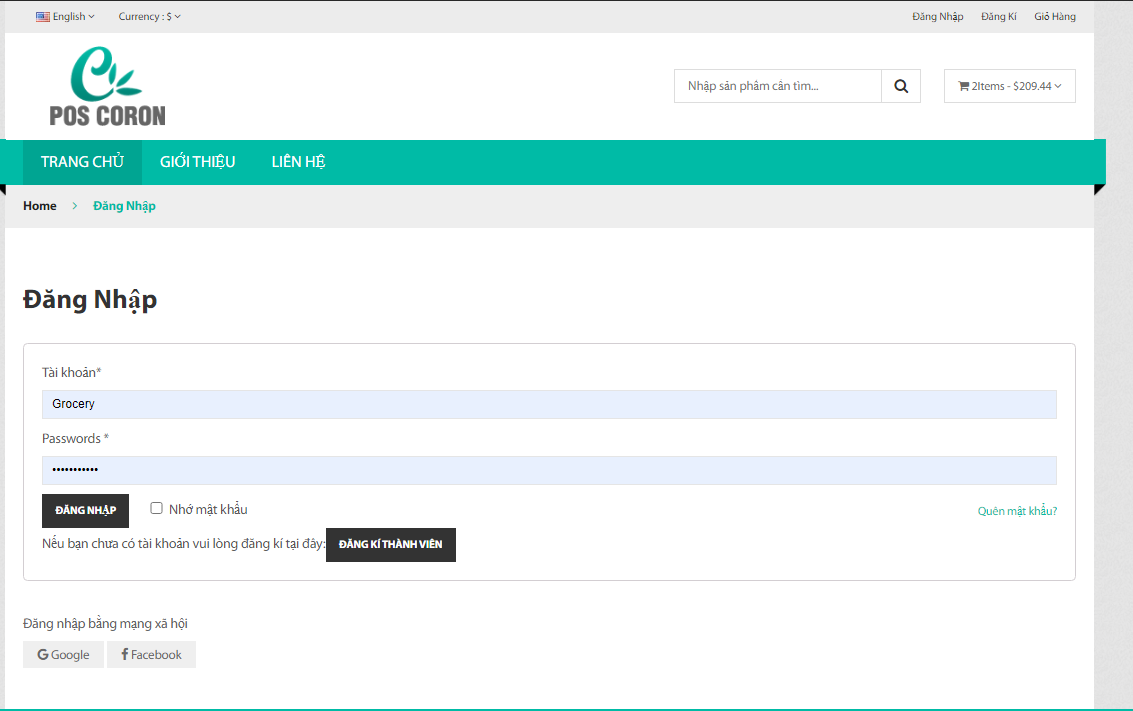 English Currency : $ Đăng Nhập Đăng Kí Giỏ Hàng
POS CORON
Nhập sản phẩm cần tìm... 2Items - $209.44
TRANG CHỦ GIỚI THIỆU LIÊN HỆ
Home > Đăng Nhập
Đăng Nhập
Tài khoản*
Grocery
Passwords *
•••••••••••
ĐĂNG NHẬP Nhớ mật khẩu Quên mật khẩu?
Nếu bạn chưa có tài khoản vui lòng đăng kí tại đây: ĐĂNG KÍ THÀNH VIÊN
Đăng nhập bằng mạng xã hội
Google Facebook